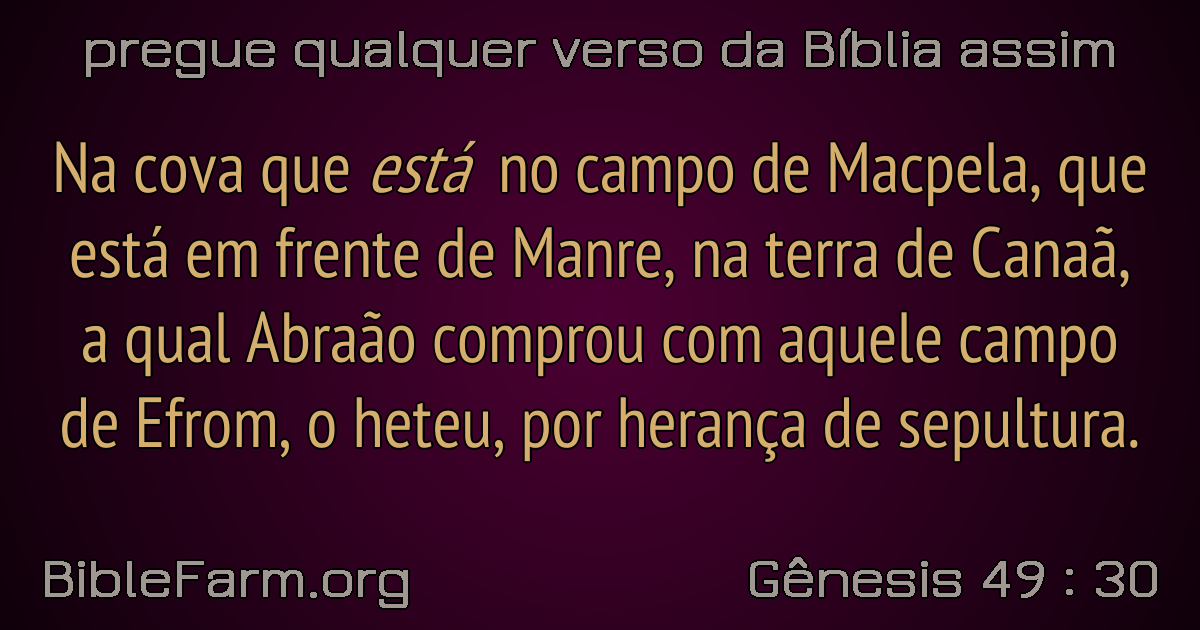 pregue qualquer verso da Bíblia assim
Na cova que está no campo de Macpela, que
está em frente de Manre, na terra de Canaã,
a qual Abraão comprou com aquele campo
de Efrom, o heteu, por herança de sepultura.
BibleFarm.org
Gênesis 49 : 30